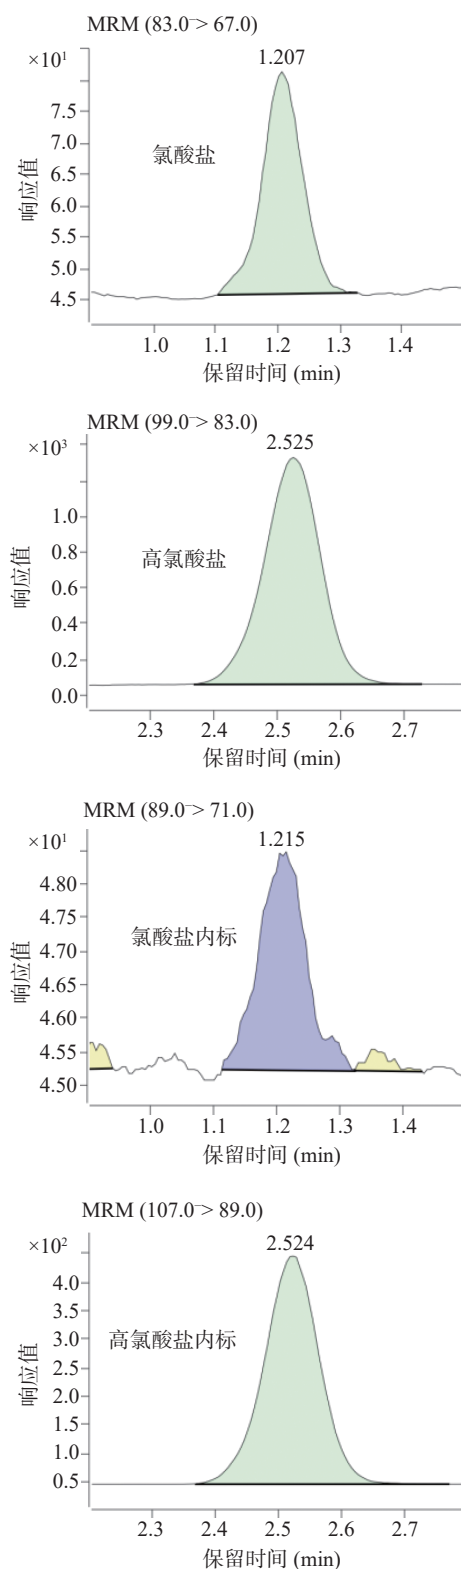 MRM (83.0-> 67.0)
×10¹
1.207
7.5
7.0
6.5
6.0
5.5
5.0
4.5
响应值
氯酸盐
1.0 1.1 1.2 1.3 1.4
保留时间 (min)
MRM (99.0-> 83.0)
×10³
2.525
1.0
0.8
0.6
0.4
0.2
0.0
响应值
高氯酸盐
2.3 2.4 2.5 2.6 2.7
保留时间 (min)
MRM (89.0-> 71.0)
×10¹
1.215
4.80
4.75
4.70
4.65
4.60
4.55
4.50
响应值
氯酸盐内标
1.0 1.1 1.2 1.3 1.4
保留时间 (min)
MRM (107.0-> 89.0)
×10²
2.524
4.0
3.5
3.0
2.5
2.0
1.5
1.0
0.5
响应值
高氯酸盐内标
2.3 2.4 2.5 2.6 2.7
保留时间 (min)